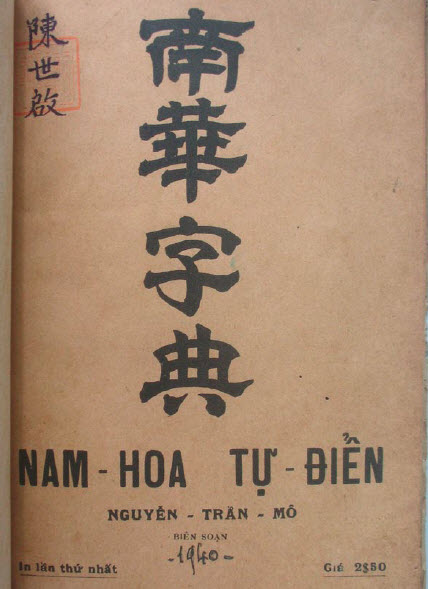 陳世啟
南華字典
NAM - HOA TỰ - ĐIỂN
NGUYỄN - TRẦN - MÔ
BIÊN SOẠN
- 1940 -
In lần thứ nhất
Giá 2$50